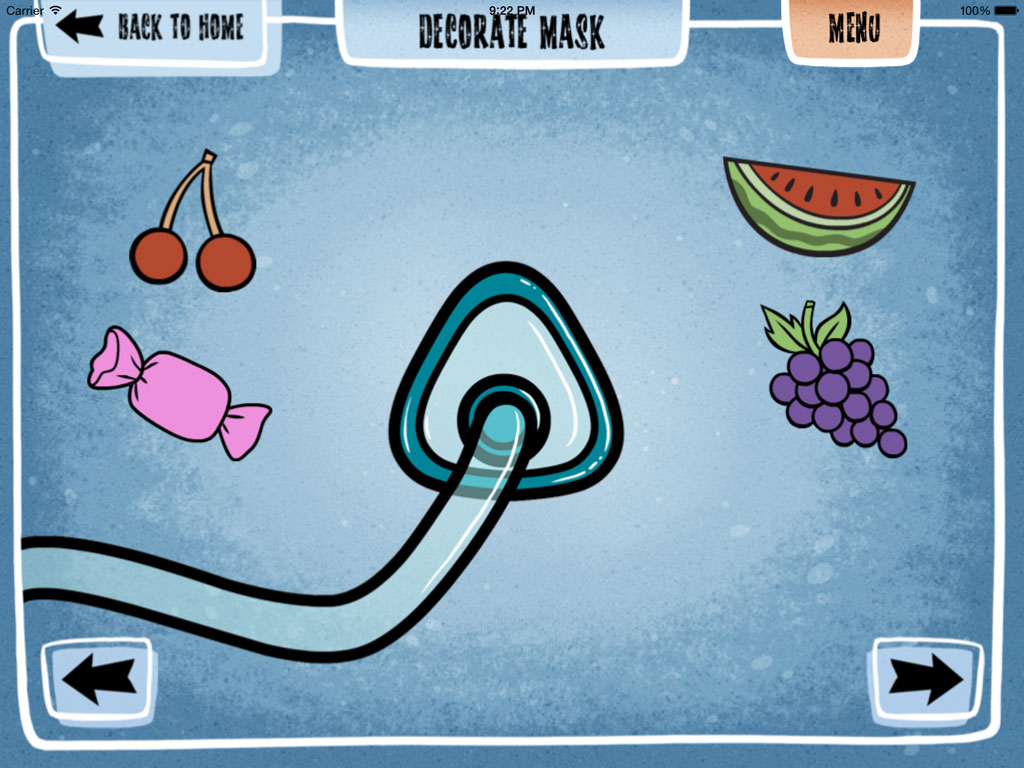 Carrier
9:22 PM
100%
BACK TO HOME
DECORATE MASK
MENU